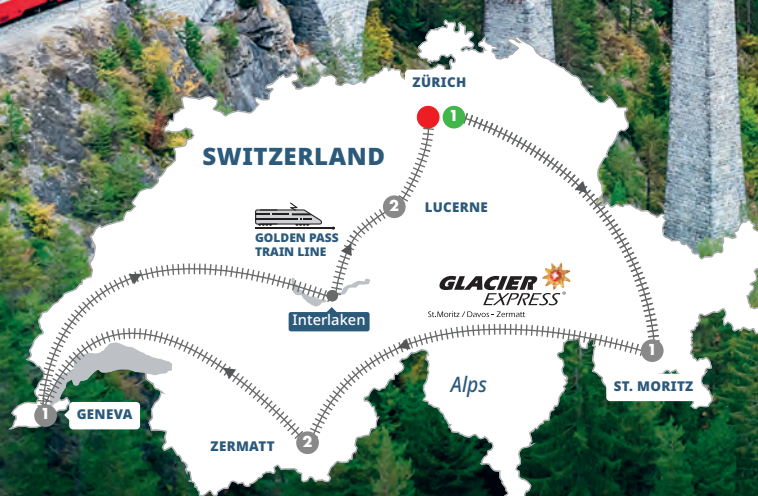 ZÜRICH
1
SWITZERLAND
2
LUCERNE
GOLDEN PASS
TRAIN LINE
GLACIER
EXPRESS®
St.Moritz / Davos - Zermatt
Interlaken
1
Alps
ST. MORITZ
1
GENEVA
ZERMATT
2